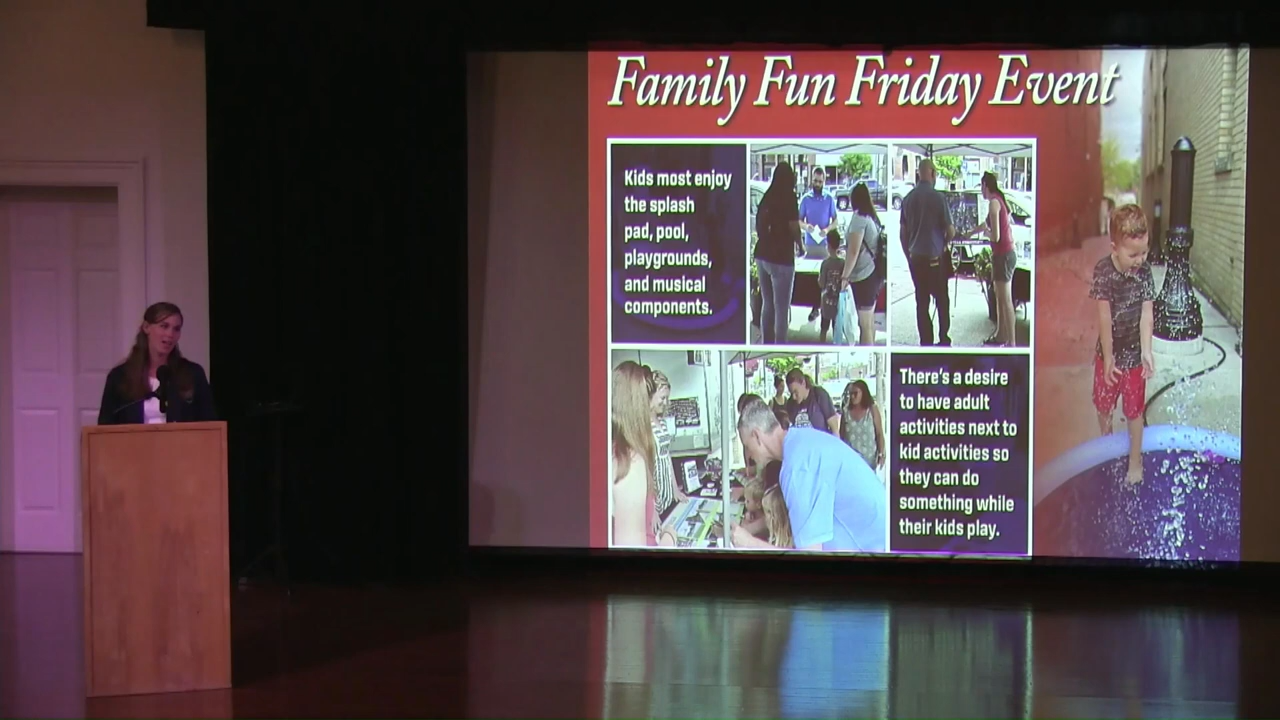 Family Fun Friday Event
Kids most enjoy
the splash
pad, pool,
playgrounds,
and musical
components.
There's a desire
to have adult
activities next to
kid activities so
they can do
something while
their kids play.